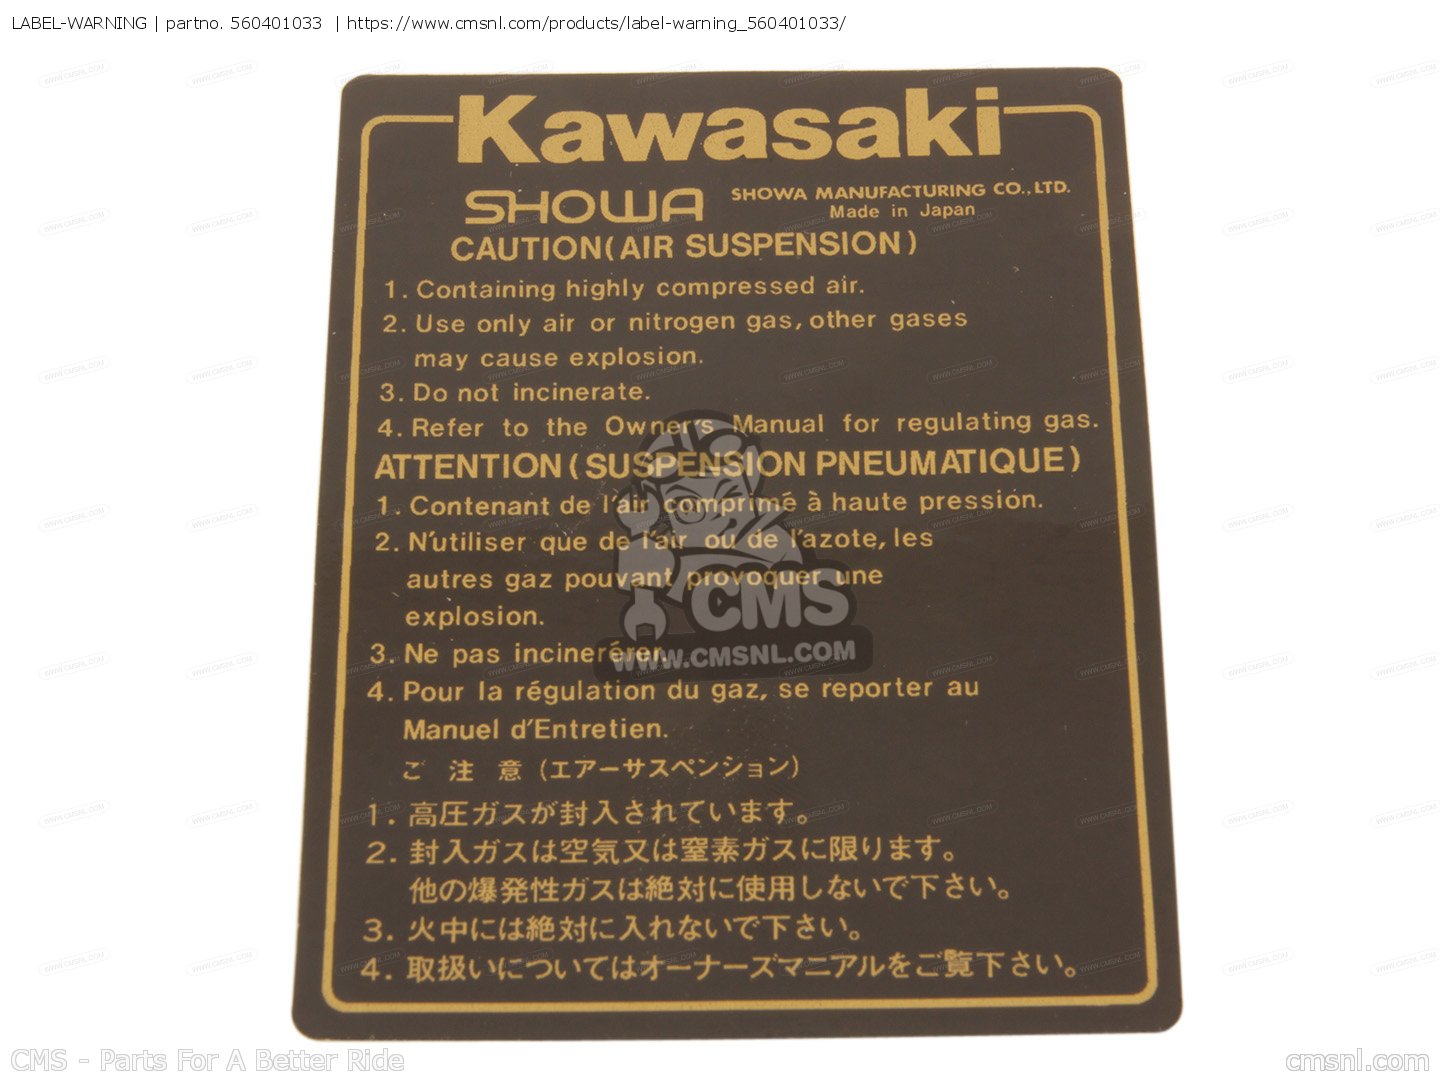 LABEL-WARNING | partno. 560401033 | https://www.cmsnl.com/products/label-warning_560401033/
Kawasaki
SHOWA SHOWA MANUFACTURING CO.,LTD.
Made in Japan
CAUTION(AIR SUSPENSION)
1. Containing highly compressed air.
2. Use only air or nitrogen gas, other gases
may cause explosion.
3. Do not incinerate.
4. Refer to the Owner's Manual for regulating gas.
ATTENTION (SUSPENSION PNEUMATIQUE)
1. Contenant de l'air comprimé à haute pression.
2. N'utiliser que de l'air ou de l'azote, les
autres gaz pouvant provoquer une
explosion.
3. Ne pas incinerérer.
4. Pour la régulation du gaz, se reporter au
Manuel d'Entretien.
ご 注 意 (エアーサスペンション)
1. 高圧ガスが封入されています。
2. 封入ガスは空気又は窒素ガスに限ります。
他の爆発性ガスは絶対に使用しないで下さい。
3. 火中には絶対に入れないで下さい。
4. 取扱いについてはオーナーズマニアルをご覧下さい。
CMS
WWW.CMSNL.COM
CMS - Parts For A Better Ride
cmsnl.com